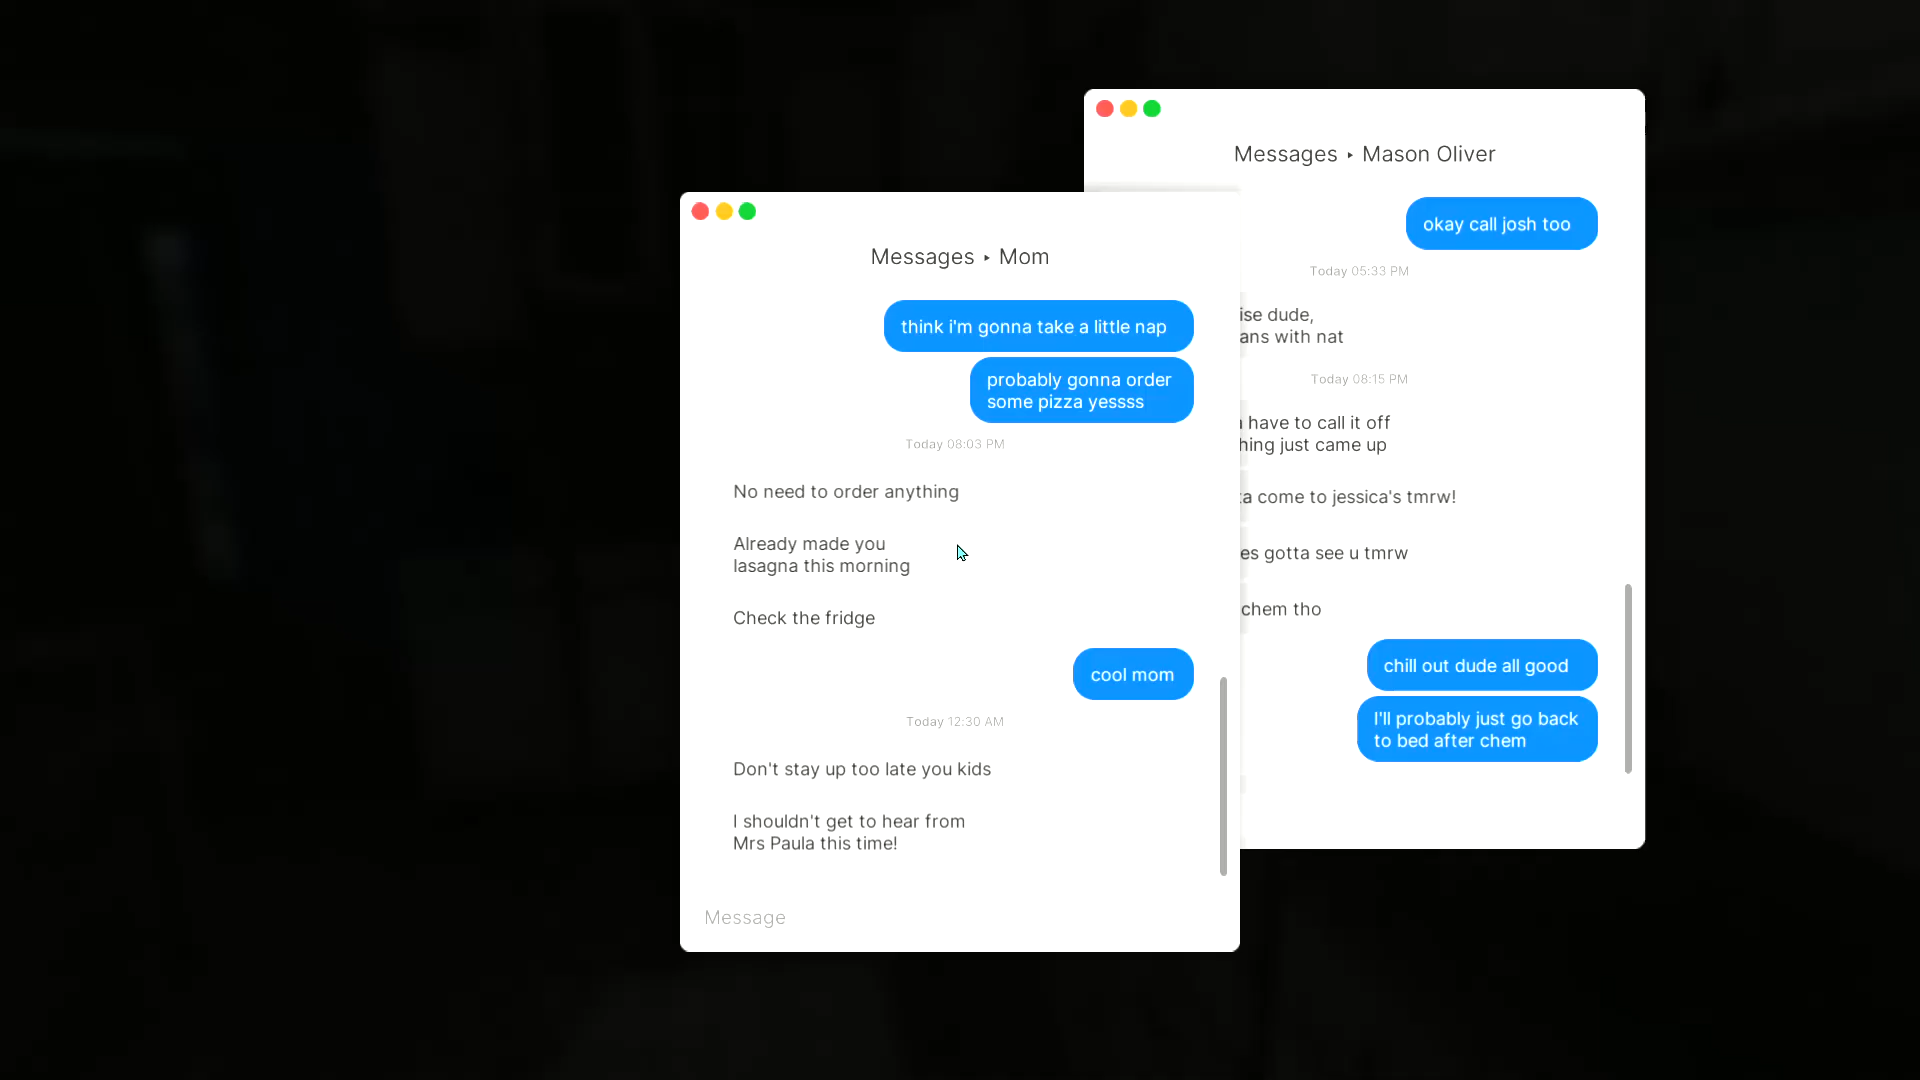 Messages ‣ Mom
think i'm gonna take a little nap
probably gonna order
some pizza yessss
Today 08:03 PM
No need to order anything
Already made you
lasagna this morning
Check the fridge
cool mom
Today 12:30 AM
Don't stay up too late you kids
I shouldn't get to hear from
Mrs Paula this time!
Message
Messages ‣ Mason Oliver
okay call josh too
Today 05:33 PM
dude,
with nat
Today 08:15 PM
have to call it off
just came up
come to jessica's tmrw!
gotta see u tmrw
chem tho
chill out dude all good
I'll probably just go back
to bed after chem